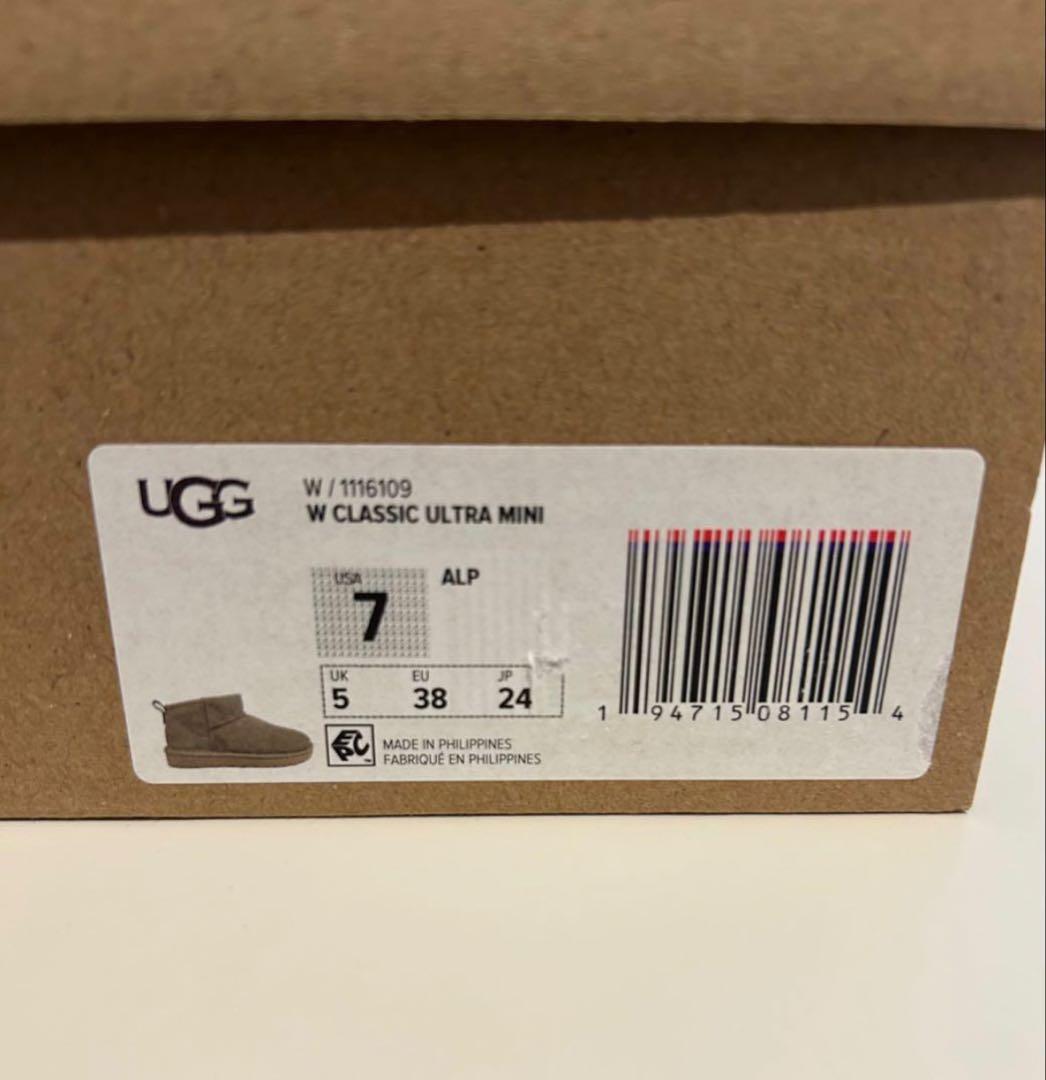 UGG
W / 1116109
W CLASSIC ULTRA MINI
USA
7
ALP
UK EU JP
5 38 24
1 94715 08115 4
EPC
MADE IN PHILIPPINES
FABRIQUÉ EN PHILIPPINES